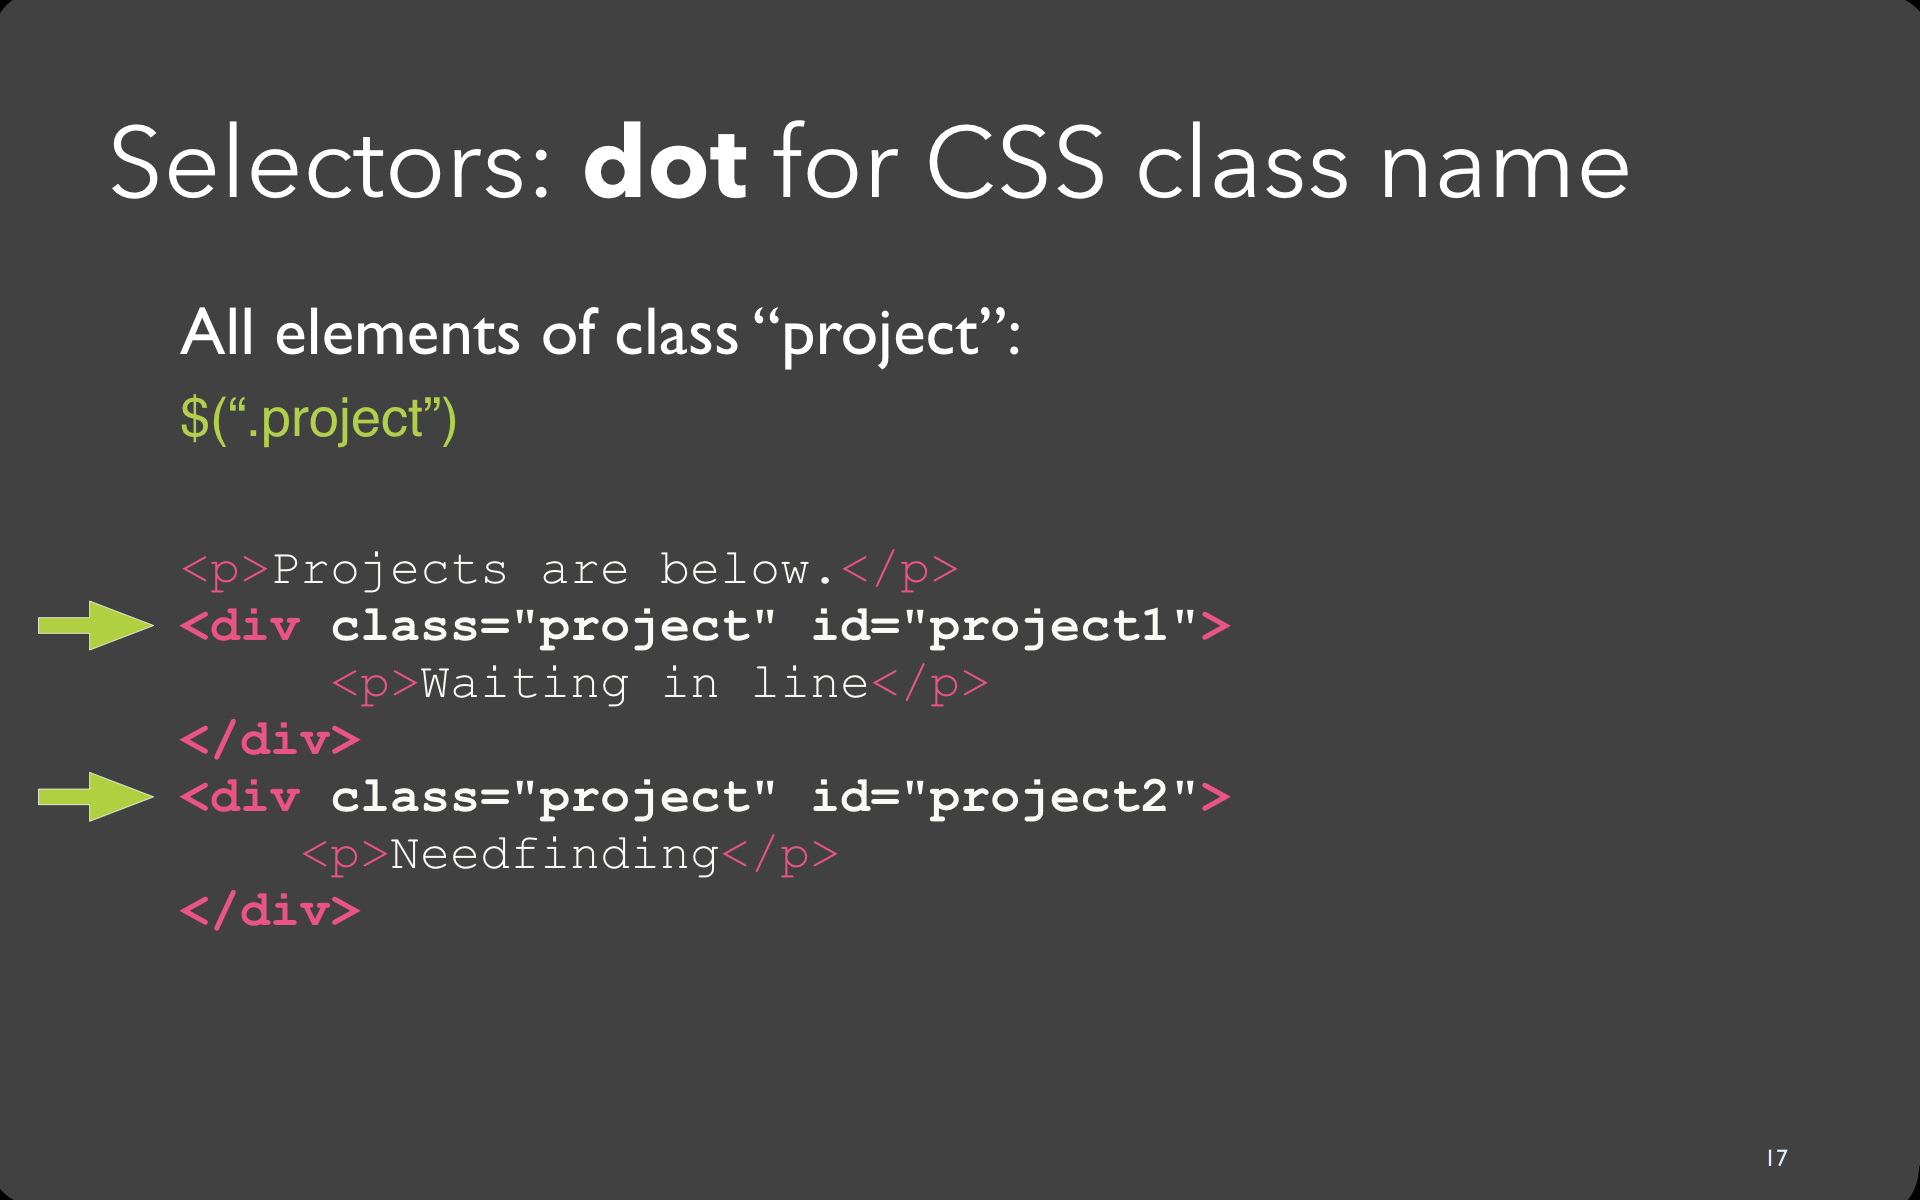 Selectors: dot for CSS class name
All elements of class “project”:
$(“.project”)
<p>Projects are below.</p>
<div class="project" id="project1">
<p>Waiting in line</p>
</div>
<div class="project" id="project2">
<p>Needfinding</p>
</div>
17